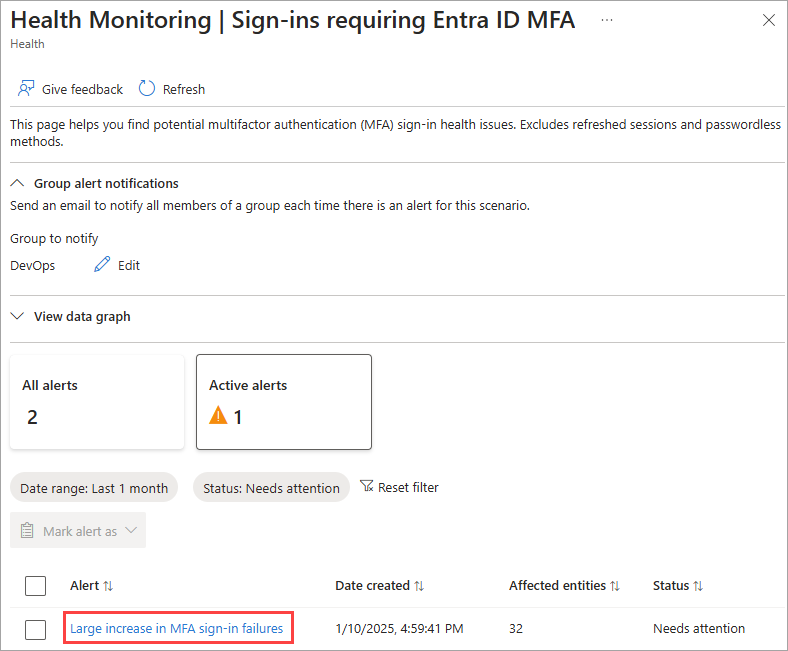 Health Monitoring | Sign-ins requiring Entra ID MFA ...
Health
Give feedback Refresh
This page helps you find potential multifactor authentication (MFA) sign-in health issues. Excludes refreshed sessions and passwordless
methods.
Group alert notifications
Send an email to notify all members of a group each time there is an alert for this scenario.
Group to notify
DevOps Edit
View data graph
All alerts Active alerts
2 1
Date range: Last 1 month Status: Needs attention Reset filter
Mark alert as
Alert Date created Affected entities Status
Large increase in MFA sign-in failures 1/10/2025, 4:59:41 PM 32 Needs attention